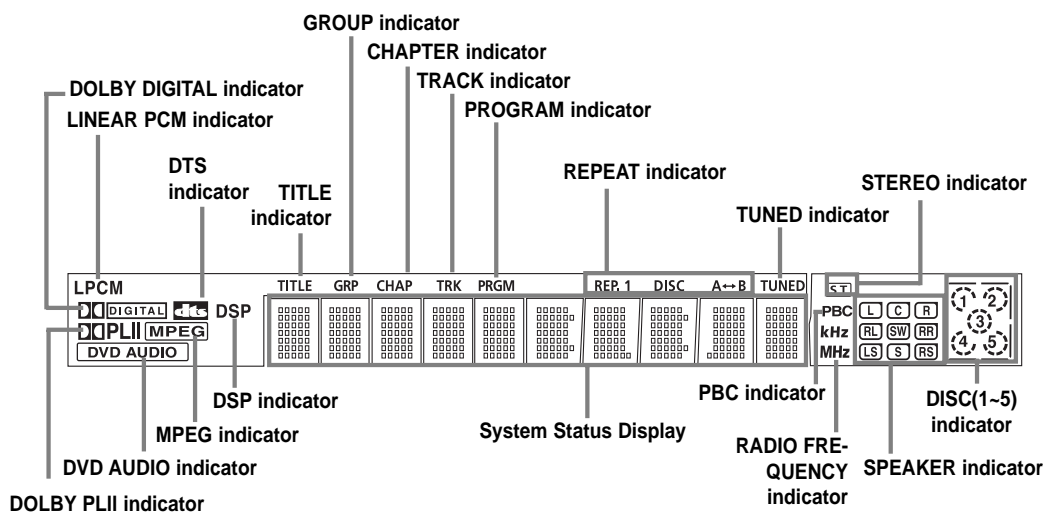 GROUP indicator
CHAPTER indicator
TRACK indicator
PROGRAM indicator
DOLBY DIGITAL indicator
LINEAR PCM indicator
DTS
indicator
TITLE
indicator
REPEAT indicator
STEREO indicator
TUNED indicator
LPCM
TITLE GRP CHAP TRK PRGM REP. 1 DISC A↔B TUNED
ST
DIGITAL dts DSP
PLII MPEG
DVD AUDIO
PBC
kHz
MHz
L C R
RL SW RR
LS S RS
1 2
3
4 5
DSP indicator
MPEG indicator
DVD AUDIO indicator
DOLBY PLII indicator
System Status Display
PBC indicator
RADIO FRE-
QUENCY
indicator
SPEAKER indicator
DISC(1~5)
indicator